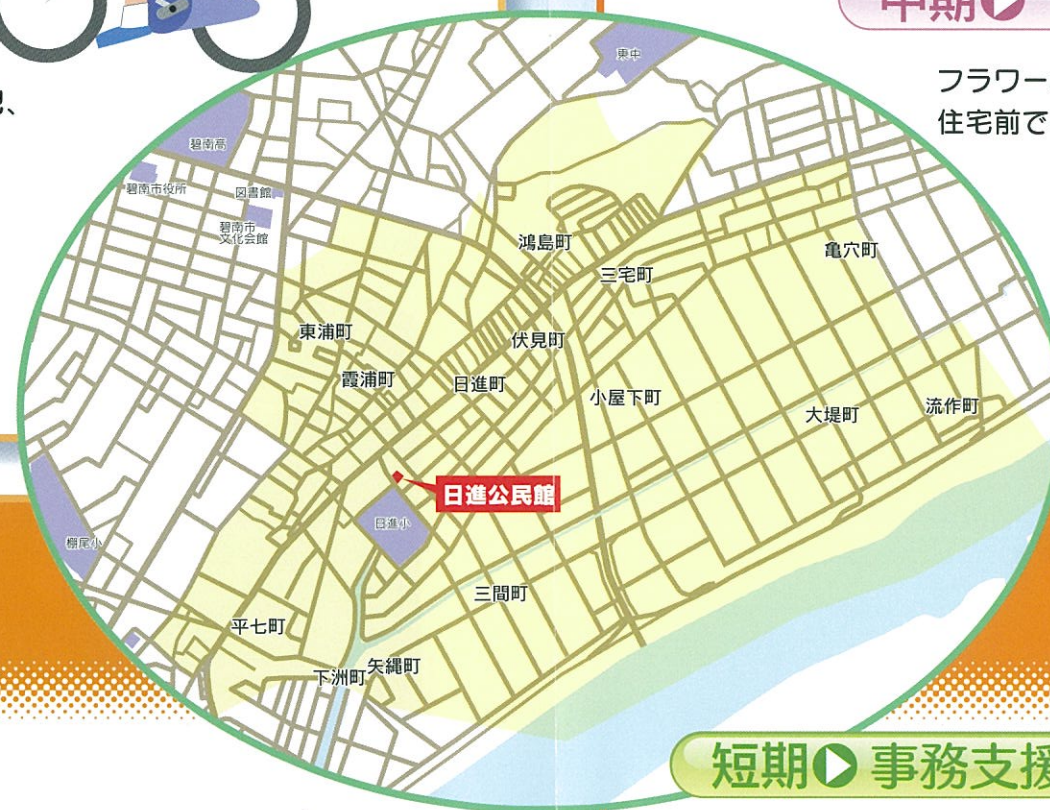 中期
フラワー
住宅前で
東中
碧南高
碧南市役所
図書館
碧南市
文化会館
鴻島町
三宅町
亀穴町
東浦町
伏見町
霞浦町
日進町
小屋下町
大堤町
流作町
日進公民館
日進小
棚尾小
三間町
平七町
下洲町
矢縄町
短期 事務支援